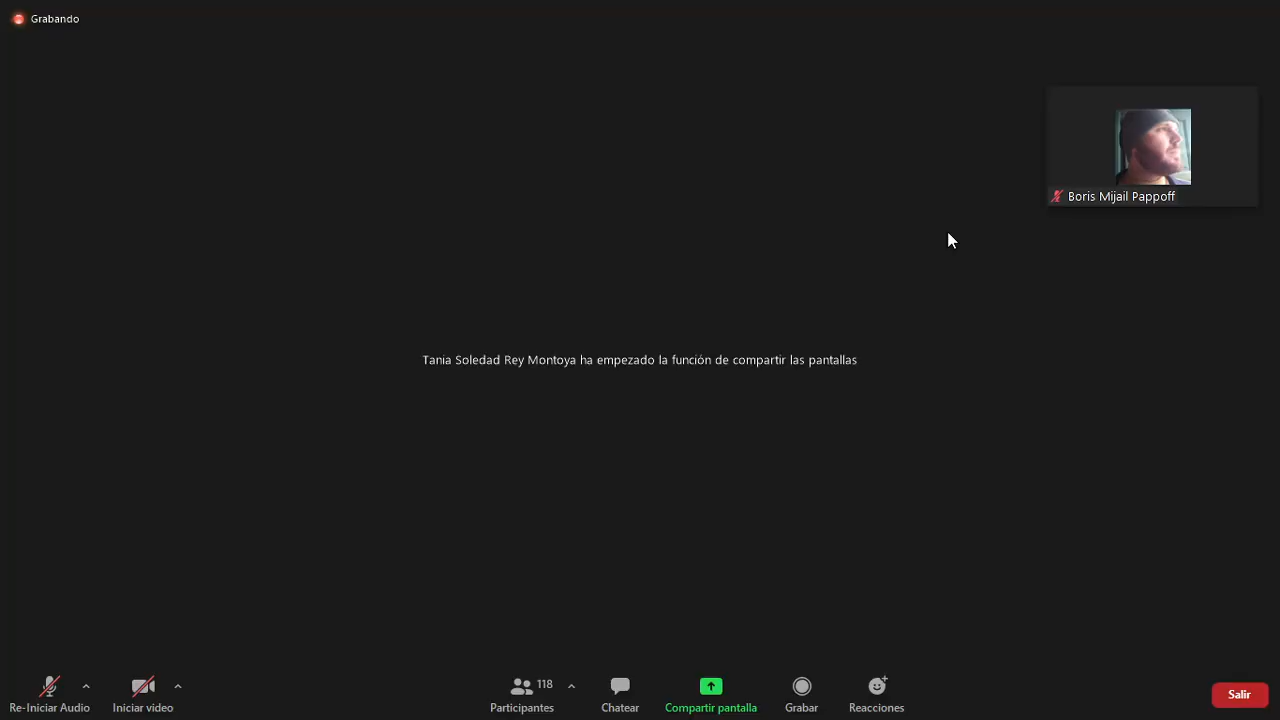 Grabando
Boris Mijail Pappoff
Tania Soledad Rey Montoya ha empezado la función de compartir las pantallas
118
Re-Iniciar Audio
Iniciar video
Participantes
Chatear
Compartir pantalla
Grabar
Reacciones
Salir